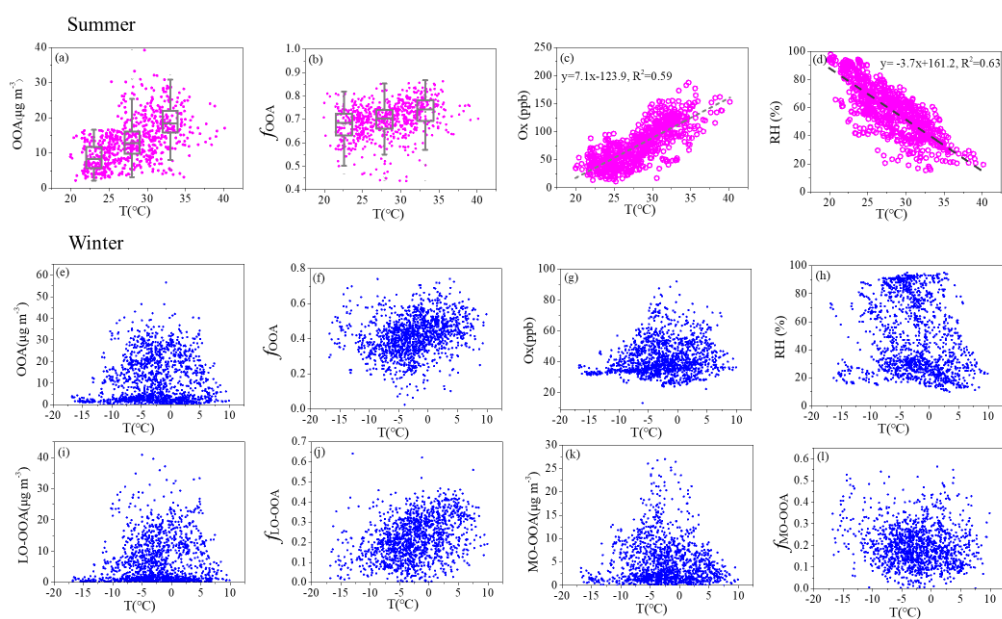 Summer
(a)
OOA(μg m⁻³)
40
30
20
10
0
20 25 30 35 40
T(°C)
(b)
fOOA
1.0
0.9
0.8
0.7
0.6
0.5
0.4
20 25 30 35 40
T(°C)
(c)
y=7.1x-123.9, R²=0.59
Ox (ppb)
250
200
150
100
50
0
20 25 30 35 40
T(°C)
(d)
y= -3.7x+161.2, R²=0.63
RH (%)
100
80
60
40
20
0
20 25 30 35 40
T(°C)
Winter
(e)
OOA(μg m⁻³)
60
50
40
30
20
10
0
-20 -15 -10 -5 0 5 10
T(°C)
(f)
fOOA
0.8
0.6
0.4
0.2
0.0
-20 -15 -10 -5 0 5 10
T(°C)
(g)
Ox(ppb)
100
80
60
40
20
-20 -15 -10 -5 0 5 10
T(°C)
(h)
RH (%)
100
80
60
40
20
0
-20 -15 -10 -5 0 5 10
T(°C)
(i)
LO-OOA(μg m⁻³)
40
30
20
10
0
-20 -15 -10 -5 0 5 10
T(°C)
(j)
fLO-OOA
0.7
0.6
0.5
0.4
0.3
0.2
0.1
0.0
-20 -15 -10 -5 0 5 10
T(°C)
(k)
MO-OOA(μg m⁻³)
30
25
20
15
10
5
0
-20 -15 -10 -5 0 5 10
T(°C)
(l)
fMO-OOA
0.6
0.5
0.4
0.3
0.2
0.1
0.0
-20 -15 -10 -5 0 5 10
T(°C)